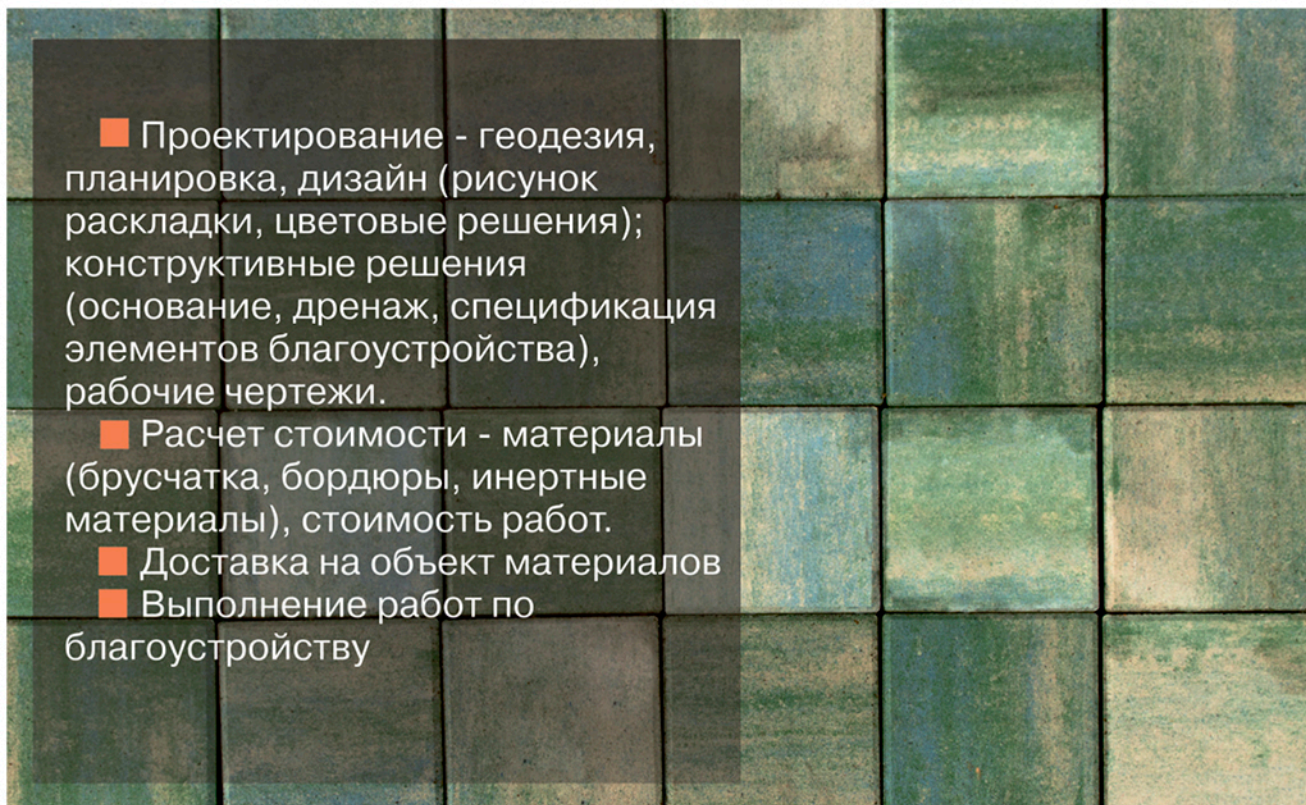 Проектирование - геодезия,
планировка, дизайн (рисунок
раскладки, цветовые решения);
конструктивные решения
(основание, дренаж, спецификация
элементов благоустройства),
рабочие чертежи.
Расчет стоимости - материалы
(брусчатка, бордюры, инертные
материалы), стоимость работ.
Доставка на объект материалов
Выполнение работ по
благоустройству